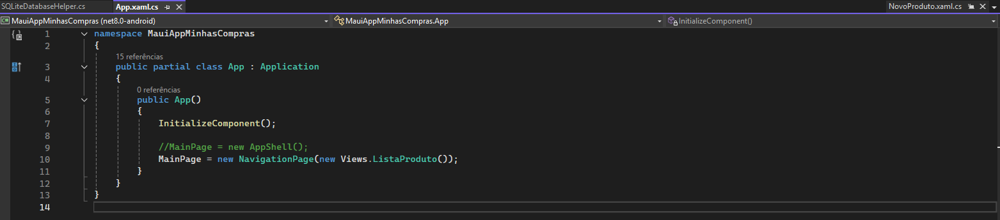 SQLiteDatabaseHelper.cs App.xaml.cs NovoProduto.xaml.cs
C# MauiAppMinhasCompras (net8.0-android) MauiAppMinhasCompras.App InitializeComponent()
1 namespace MauiAppMinhasCompras
2 {
15 referências
3 public partial class App : Application
4 {
0 referências
5 public App()
6 {
7 InitializeComponent();
8
9 //MainPage = new AppShell();
10 MainPage = new NavigationPage(new Views.ListaProduto());
11 }
12 }
13 }
14